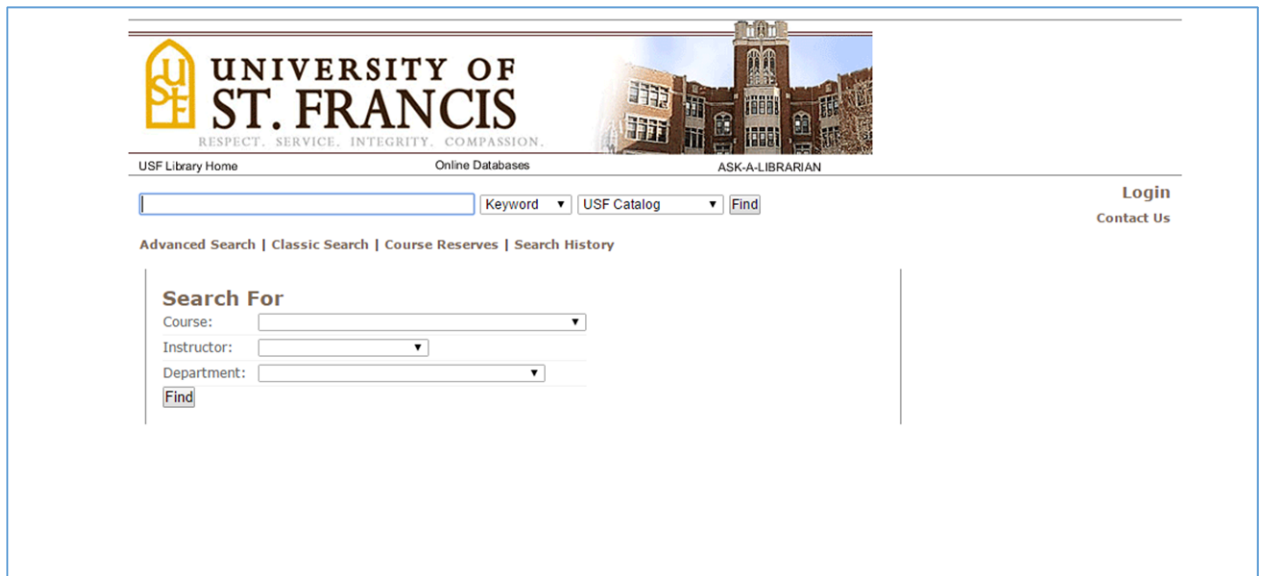 USF
UNIVERSITY OF
ST. FRANCIS
RESPECT. SERVICE. INTEGRITY. COMPASSION.
USF Library Home Online Databases ASK-A-LIBRARIAN
Keyword USF Catalog Find
Login
Contact Us
Advanced Search | Classic Search | Course Reserves | Search History
Search For
Course:
Instructor:
Department:
Find